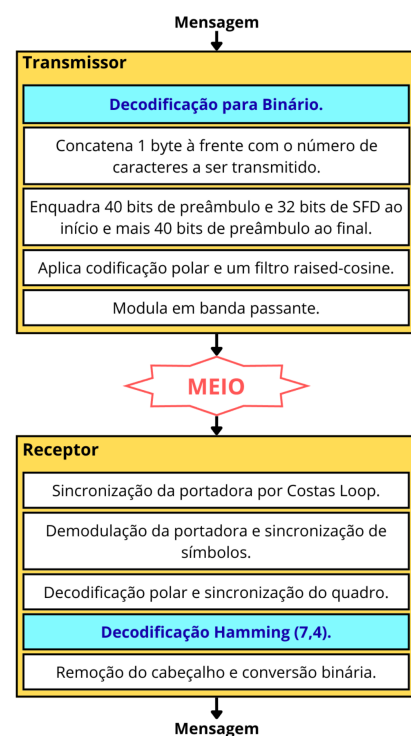 Mensagem
Transmissor
Decodificação para Binário.
Concatena 1 byte à frente com o número de
caracteres a ser transmitido.
Enquadra 40 bits de preâmbulo e 32 bits de SFD ao
início e mais 40 bits de preâmbulo ao final.
Aplica codificação polar e um filtro raised-cosine.
Modula em banda passante.
MEIO
Receptor
Sincronização da portadora por Costas Loop.
Demodulação da portadora e sincronização de
símbolos.
Decodificação polar e sincronização do quadro.
Decodificação Hamming (7,4).
Remoção do cabeçalho e conversão binária.
Mensagem